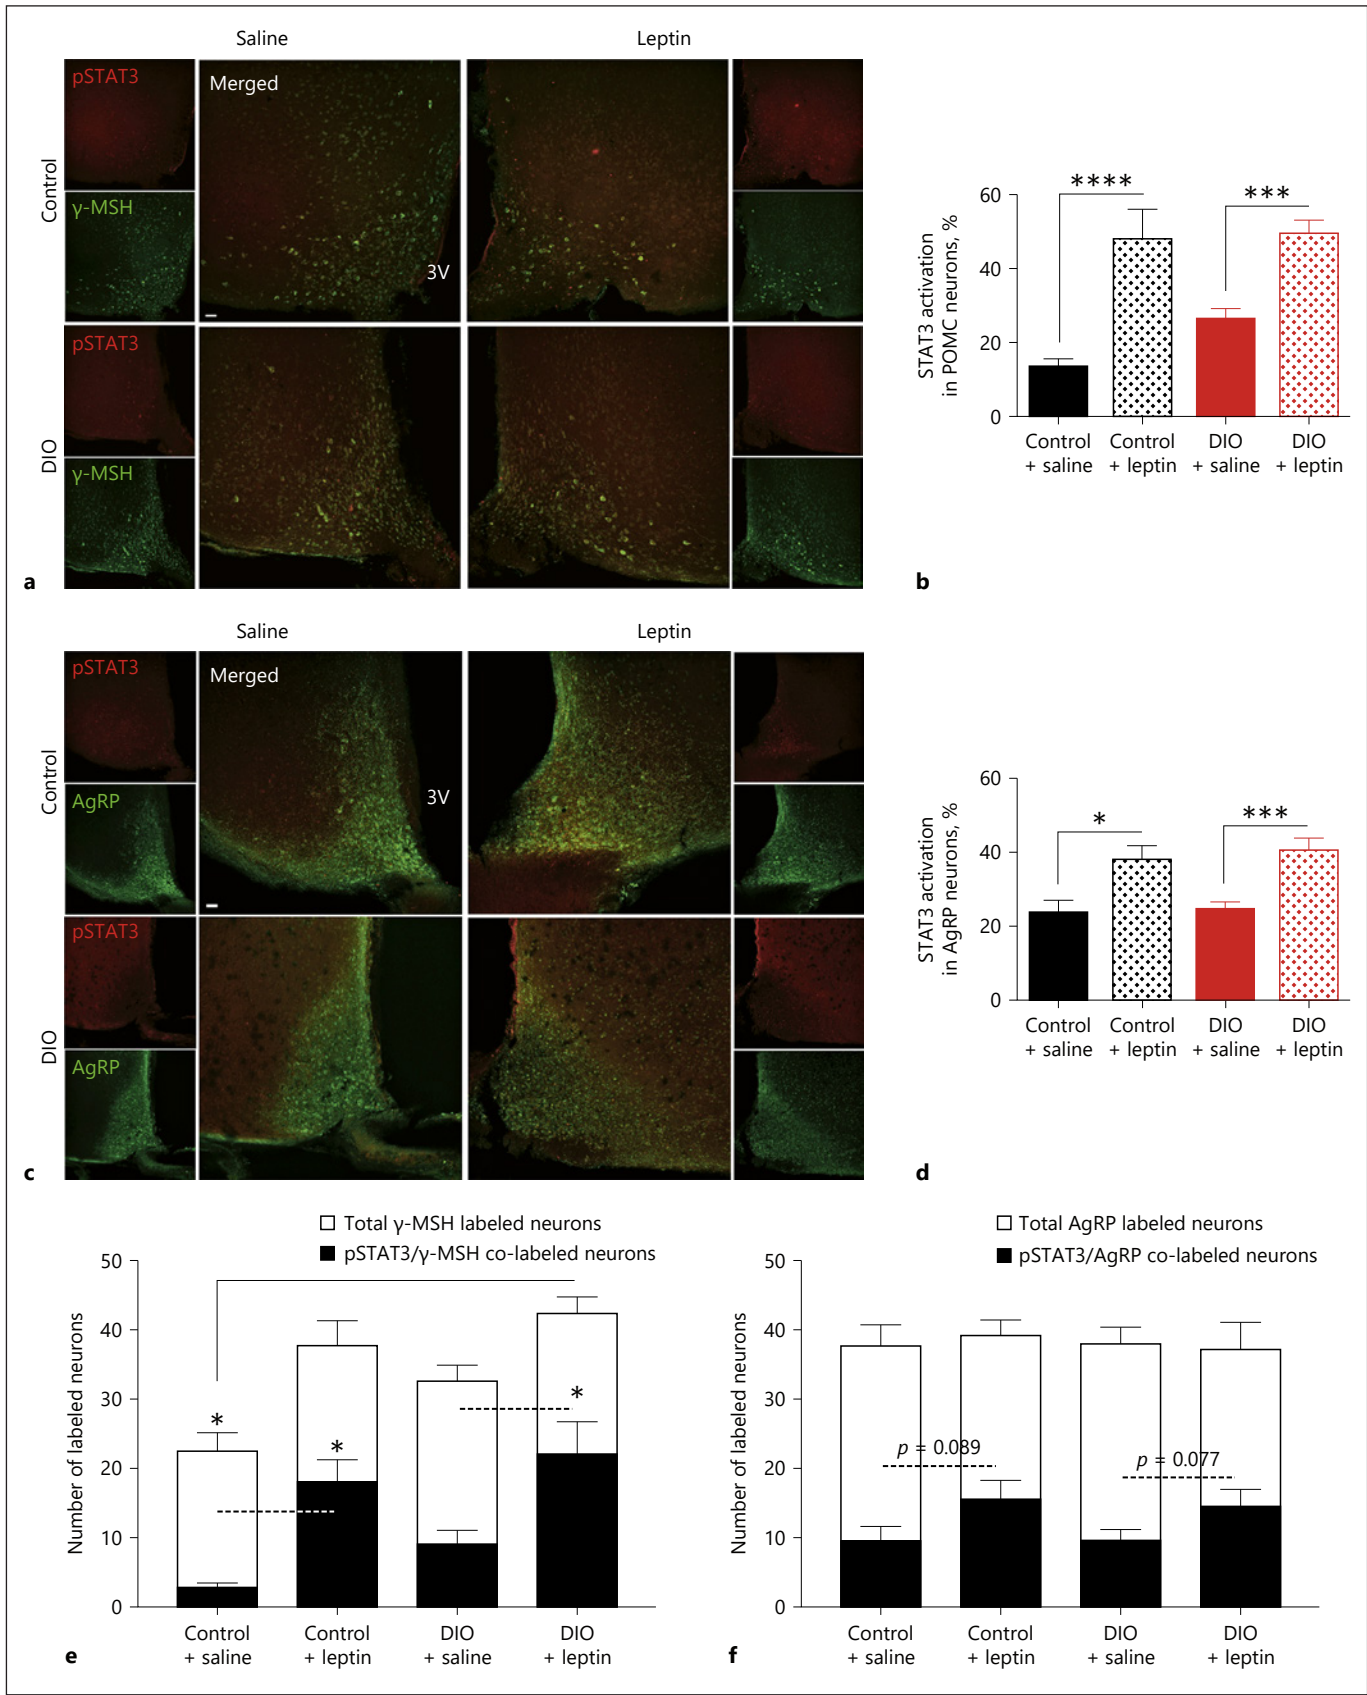 Saline Leptin
pSTAT3
Merged
Control
γ-MSH
3V
pSTAT3
DIO
γ-MSH
a
STAT3 activation
in POMC neurons, %
60
40
20
0
****
***
Control
+ saline
Control
+ leptin
DIO
+ saline
DIO
+ leptin
b
Saline Leptin
pSTAT3
Merged
Control
AgRP
3V
pSTAT3
DIO
AgRP
c
STAT3 activation
in AgRP neurons, %
60
40
20
0
*
***
Control
+ saline
Control
+ leptin
DIO
+ saline
DIO
+ leptin
d
Total γ-MSH labeled neurons
pSTAT3/γ-MSH co-labeled neurons
Number of labeled neurons
50
40
30
20
10
0
*
*
*
Control
+ saline
Control
+ leptin
DIO
+ saline
DIO
+ leptin
e
Total AgRP labeled neurons
pSTAT3/AgRP co-labeled neurons
Number of labeled neurons
50
40
30
20
10
0
p = 0.089
p = 0.077
Control
+ saline
Control
+ leptin
DIO
+ saline
DIO
+ leptin
f